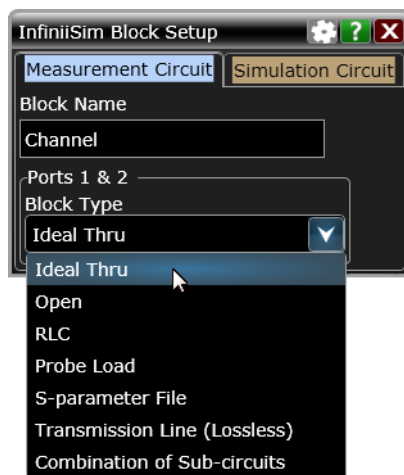 InfiniiSim Block Setup ?  X
Measurement Circuit Simulation Circuit
Block Name
Channel
Ports 1 & 2
Block Type
Ideal Thru
Ideal Thru
Open
RLC
Probe Load
S-parameter File
Transmission Line (Lossless)
Combination of Sub-circuits